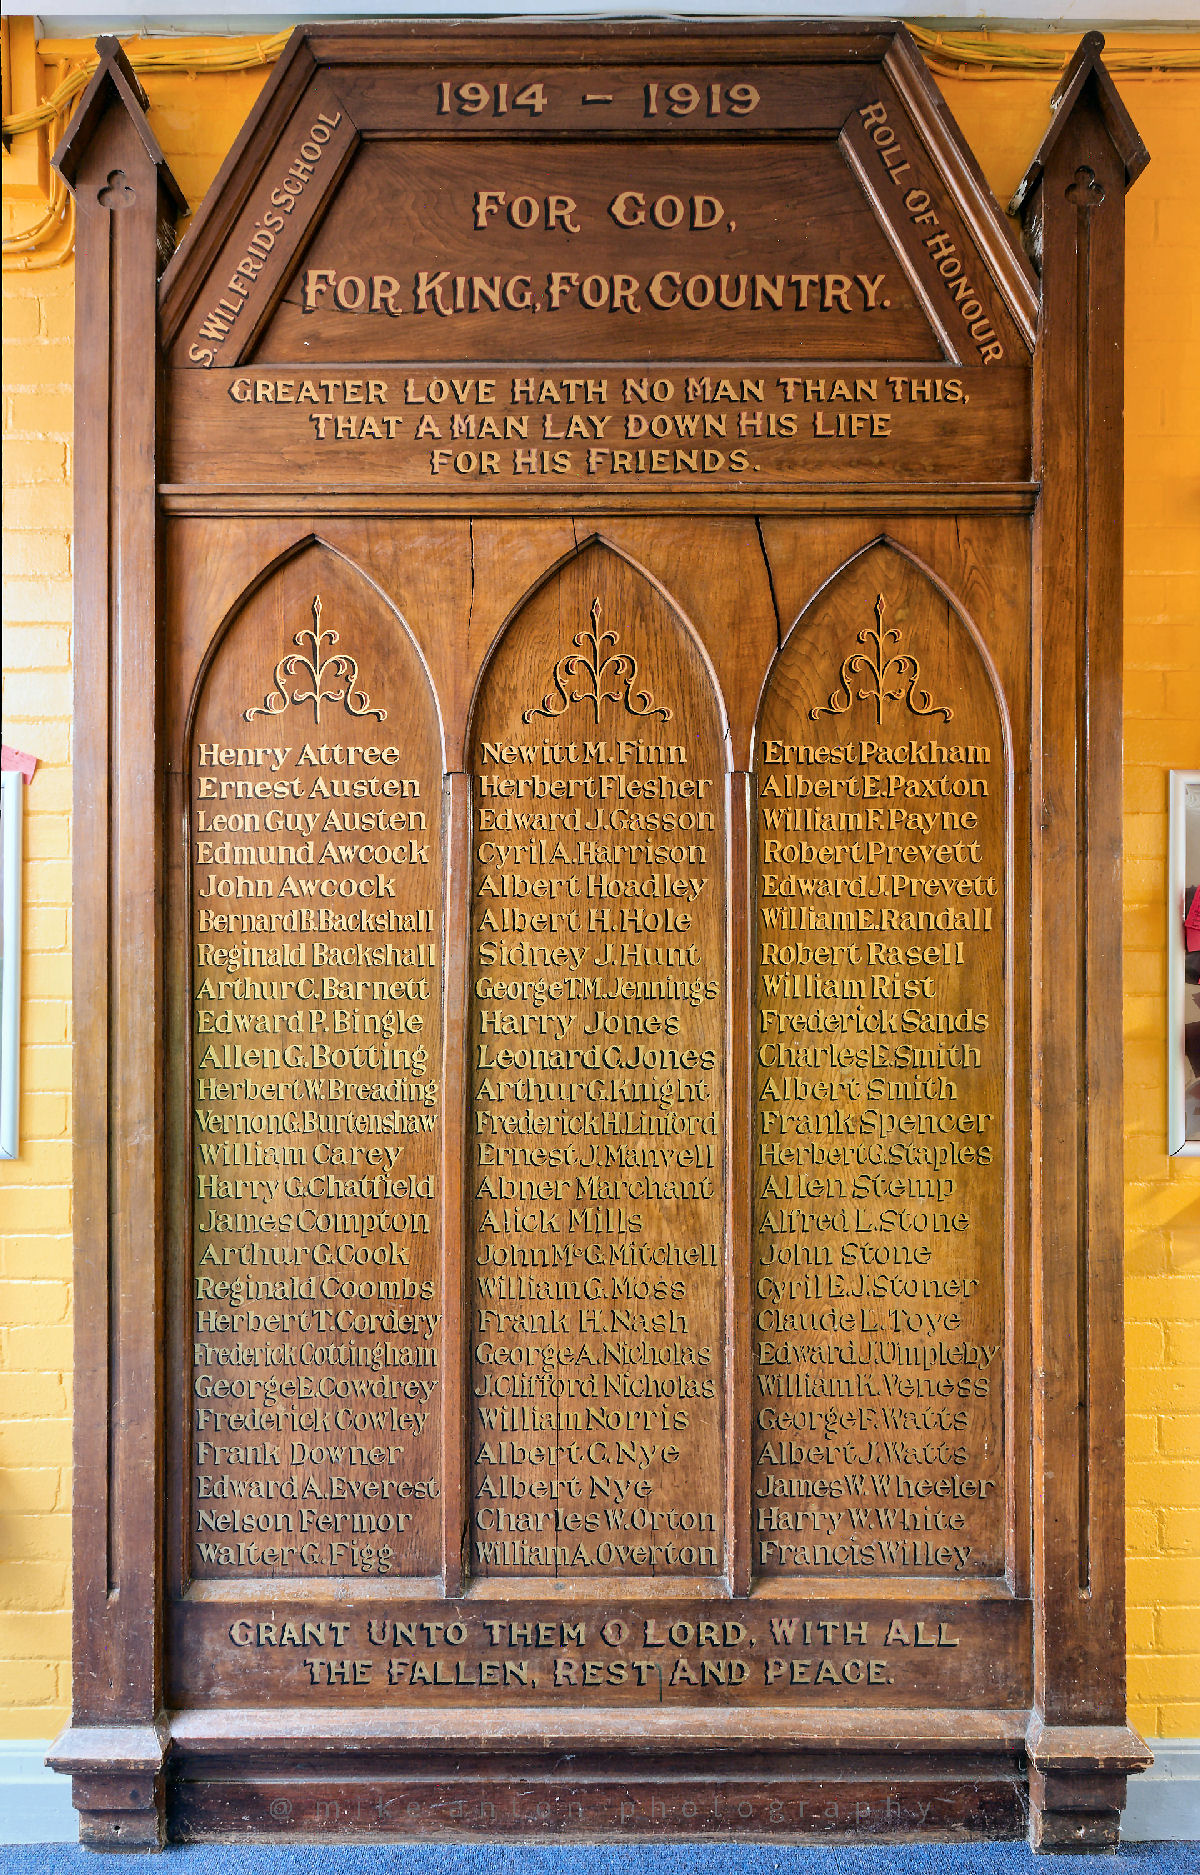 1914 – 1919
S. WILFRID'S SCHOOL
ROLL OF HONOUR
FOR GOD,
FOR KING, FOR COUNTRY.
GREATER LOVE HATH NO MAN THAN THIS,
THAT A MAN LAY DOWN HIS LIFE
FOR HIS FRIENDS.
Henry Attree
Ernest Austen
Leon Guy Austen
Edmund Awcock
John Awcock
Bernard B. Backshall
Reginald Backshall
Arthur C. Barnett
Edward P. Bingle
Allen G. Botting
Herbert W. Breading
Vernon G. Burtenshaw
William Carey
Harry G. Chatfield
James Compton
Arthur G. Cook
Reginald Coombs
Herbert T. Cordery
Frederick Cottingham
George E. Cowdrey
Frederick Cowley
Frank Downer
Edward A. Everest
Nelson Fermor
Walter G. Figg
Newitt M. Finn
Herbert Flesher
Edward J. Gasson
Cyril A. Harrison
Albert Hoadley
Albert H. Hole
Sidney J. Hunt
George T.M. Jennings
Harry Jones
Leonard C. Jones
Arthur G. Knight
Frederick H. Linford
Ernest J. Manvell
Abner Marchant
Alick Mills
John McG. Mitchell
William G. Moss
Frank H. Nash
George A. Nicholas
J. Clifford Nicholas
William Norris
Albert C. Nye
Albert Nye
Charles W. Orton
William A. Overton
Ernest Packham
Albert E. Paxton
William F. Payne
Robert Prevett
Edward J. Prevett
William E. Randall
Robert Rasell
William Rist
Frederick Sands
Charles E. Smith
Albert Smith
Frank Spencer
Herbert G. Staples
Allen Stemp
Alfred L. Stone
John Stone
Cyril E.J. Stoner
Claude L. Toye
Edward J. Umpleby
William K. Veness
George F. Watts
Albert J. Watts
James W. Wheeler
Harry W. White
Francis Willey
GRANT UNTO THEM O LORD, WITH ALL
THE FALLEN, REST AND PEACE.
@ mike anton photography